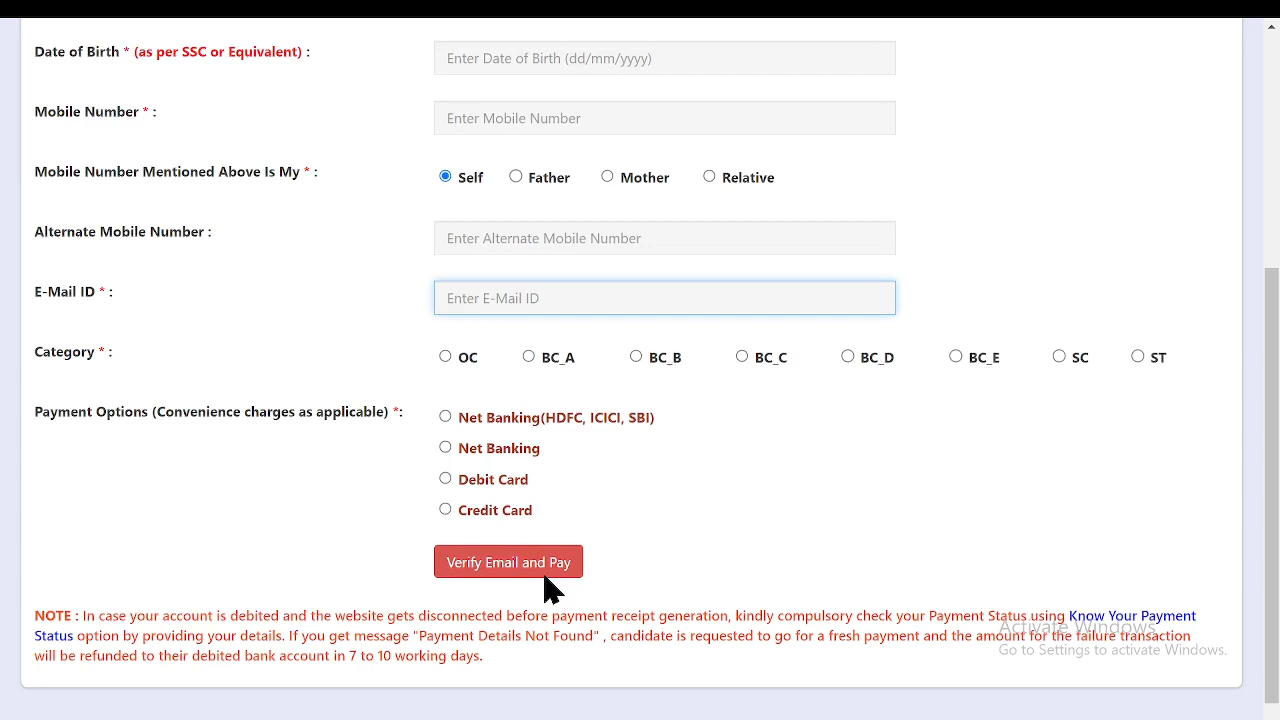 Date of Birth * (as per SSC or Equivalent) :
Enter Date of Birth (dd/mm/yyyy)
Mobile Number * :
Enter Mobile Number
Mobile Number Mentioned Above Is My * :
Self Father Mother Relative
Alternate Mobile Number :
Enter Alternate Mobile Number
E-Mail ID * :
Enter E-Mail ID
Category * :
OC BC_A BC_B BC_C BC_D BC_E SC ST
Payment Options (Convenience charges as applicable) *:
Net Banking(HDFC, ICICI, SBI)
Net Banking
Debit Card
Credit Card
Verify Email and Pay
NOTE : In case your account is debited and the website gets disconnected before payment receipt generation, kindly compulsory check your Payment Status using Know Your Payment
Status option by providing your details. If you get message "Payment Details Not Found" , candidate is requested to go for a fresh payment and the amount for the failure transaction
will be refunded to their debited bank account in 7 to 10 working days.
Activate Windows
Go to Settings to activate Windows.